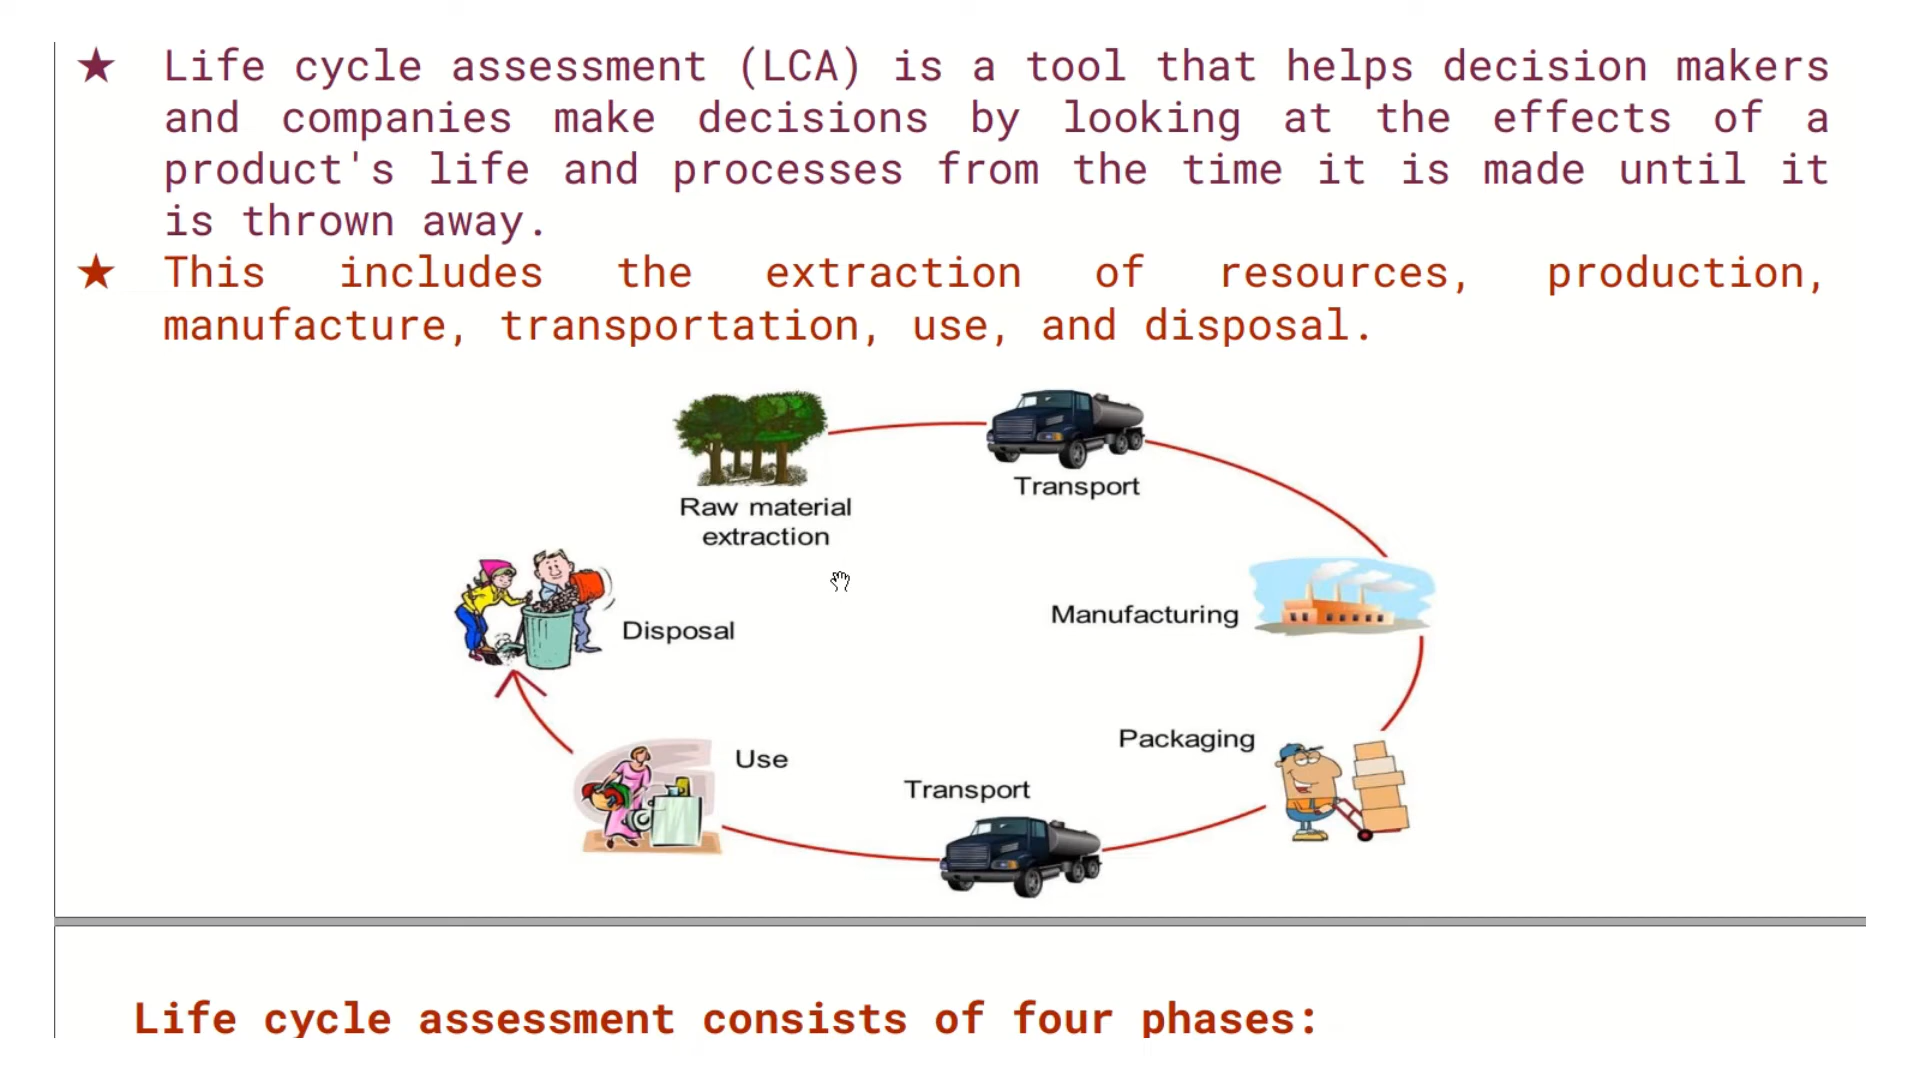 ★ Life cycle assessment (LCA) is a tool that helps decision makers
and companies make decisions by looking at the effects of a
product's life and processes from the time it is made until it
is thrown away.
★ This includes the extraction of resources, production,
manufacture, transportation, use, and disposal.
Raw material
extraction
Transport
Manufacturing
Packaging
Transport
Use
Disposal
Life cycle assessment consists of four phases: